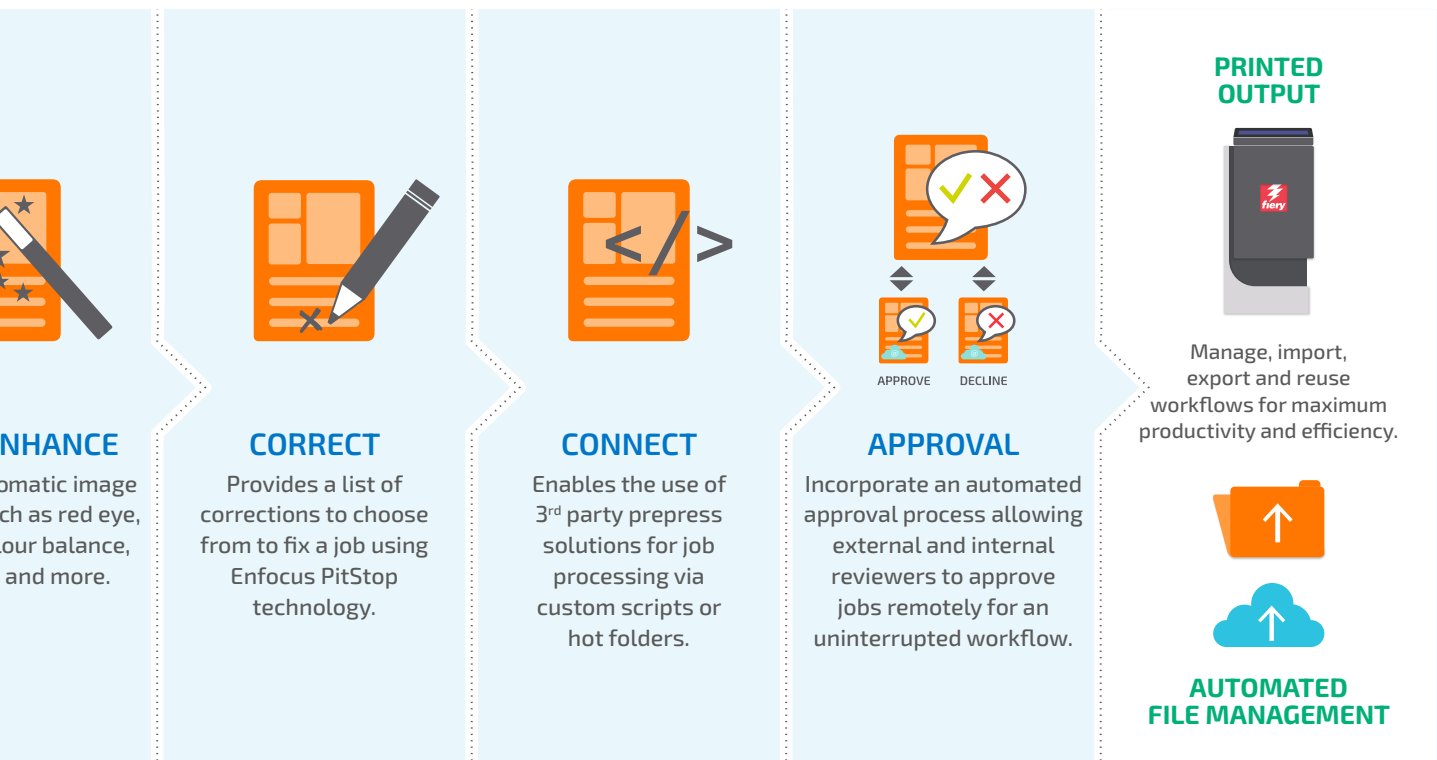 NHANCE
omatic image
ch as red eye,
lour balance,
and more.
CORRECT
Provides a list of
corrections to choose
from to fix a job using
Enfocus PitStop
technology.
</>
CONNECT
Enables the use of
3rd party prepress
solutions for job
processing via
custom scripts or
hot folders.
APPROVE
DECLINE
APPROVAL
Incorporate an automated
approval process allowing
external and internal
reviewers to approve
jobs remotely for an
uninterrupted workflow.
PRINTED
OUTPUT
fiery
Manage, import,
export and reuse
workflows for maximum
productivity and efficiency.
AUTOMATED
FILE MANAGEMENT